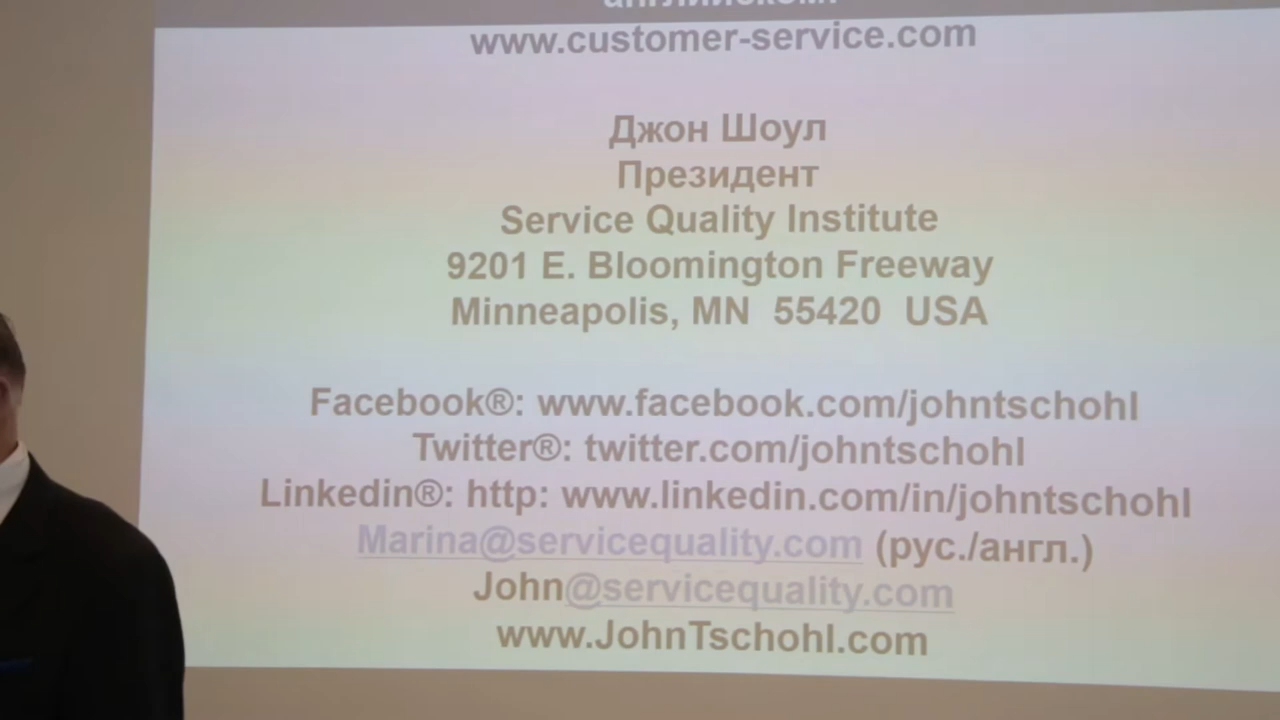 www.customer-service.com
Джон Шоул
Президент
Service Quality Institute
9201 E. Bloomington Freeway
Minneapolis, MN 55420 USA
Facebook®: www.facebook.com/johntschohl
Twitter®: twitter.com/johntschohl
Linkedin®: http: www.linkedin.com/in/johntschohl
Marina@servicequality.com (рус./англ.)
John@servicequality.com
www.JohnTschohl.com